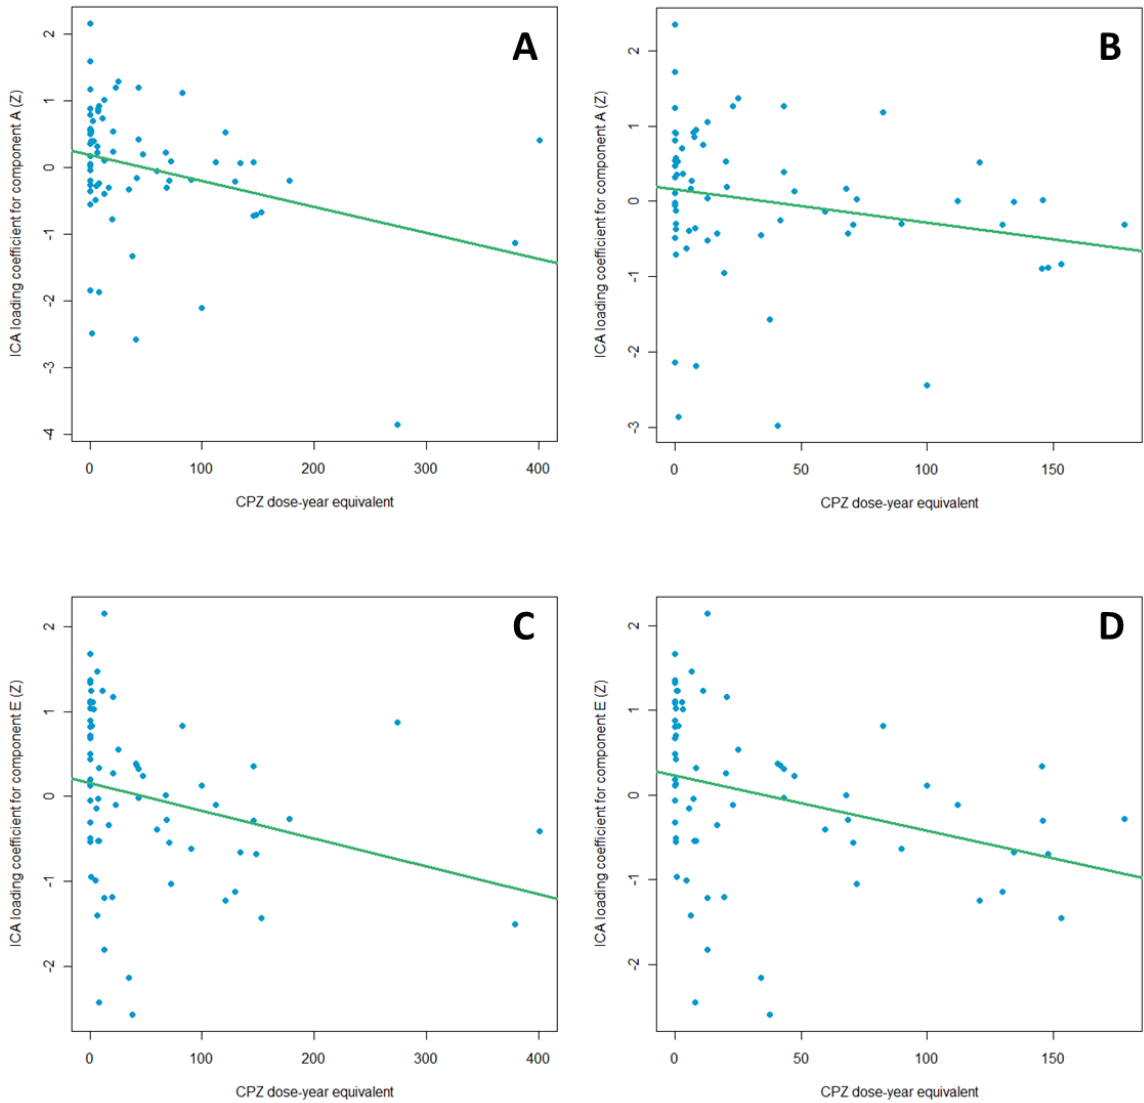 A
ICA loading coefficient for component A (Z)
2
1
0
-1
-2
-3
-4
0 100 200 300 400
CPZ dose-year equivalent
B
ICA loading coefficient for component A (Z)
2
1
0
-1
-2
-3
0 50 100 150
CPZ dose-year equivalent
C
ICA loading coefficient for component E (Z)
2
1
0
-1
-2
0 100 200 300 400
CPZ dose-year equivalent
D
ICA loading coefficient for component E (Z)
2
1
0
-1
-2
0 50 100 150
CPZ dose-year equivalent